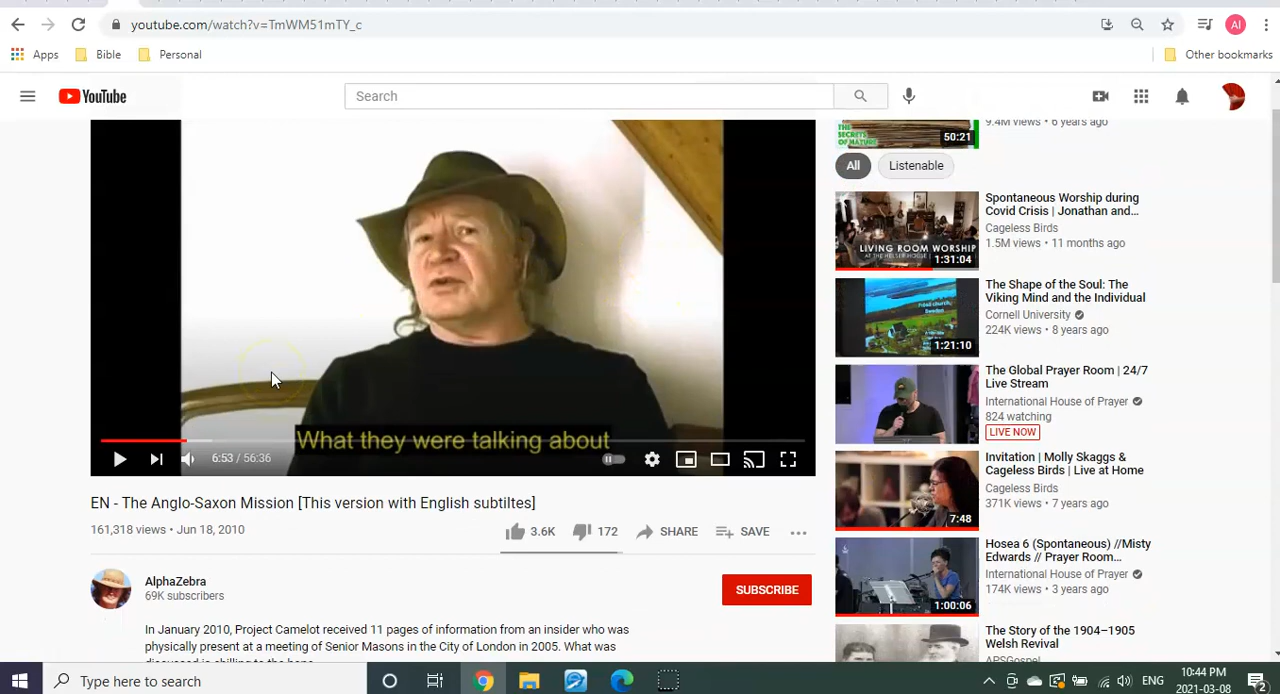 youtube.com/watch?v=TmWM51mTY_c
AI
Apps
Bible
Personal
Other bookmarks
YouTube
Search
What they were talking about
6:53 / 56:36
EN - The Anglo-Saxon Mission [This version with English subtiltes]
161,318 views • Jun 18, 2010
3.6K
172
SHARE
SAVE
AlphaZebra
69K subscribers
SUBSCRIBE
In January 2010, Project Camelot received 11 pages of information from an insider who was
physically present at a meeting of Senior Masons in the City of London in 2005. What was
THE SECRETS
OF NATURE
50:21
9.4M views • 6 years ago
All
Listenable
LIVING ROOM WORSHIP
1:31:04
Spontaneous Worship during
Covid Crisis | Jonathan and...
Cageless Birds
1.5M views • 11 months ago
1:21:10
The Shape of the Soul: The
Viking Mind and the Individual
Cornell University
224K views • 8 years ago
The Global Prayer Room | 24/7
Live Stream
International House of Prayer
824 watching
LIVE NOW
7:48
Invitation | Molly Skaggs &
Cageless Birds | Live at Home
Cageless Birds
371K views • 7 years ago
1:00:06
Hosea 6 (Spontaneous) //Misty
Edwards // Prayer Room...
International House of Prayer
174K views • 3 years ago
The Story of the 1904–1905
Welsh Revival
APSGospel
Type here to search
ENG
10:44 PM
2021-03-08
2